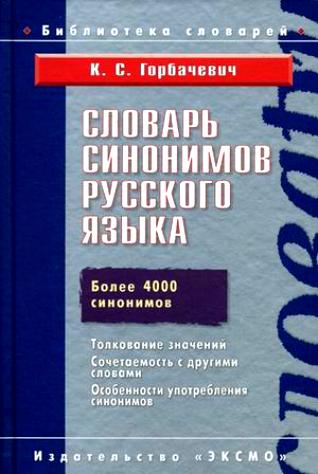 Библиотека словарей
К. С. Горбачевич
СЛОВАРЬ
СИНОНИМОВ
РУССКОГО
ЯЗЫКА
Более 4000
синонимов
Толкование значений
Сочетаемость с другими
словами
Особенности употребления
синонимов
Издательство «ЭКСМО»
словарь